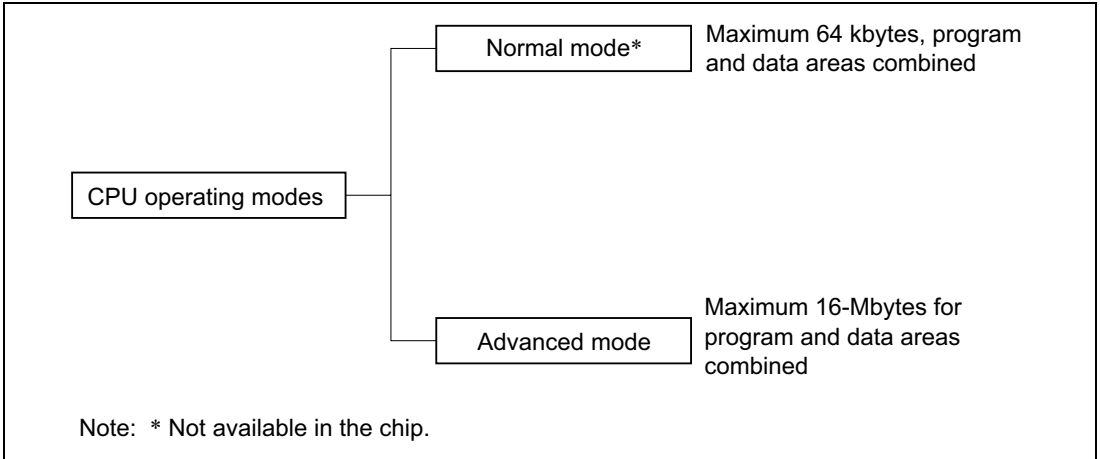 Normal mode*
Maximum 64 kbytes, program
and data areas combined
CPU operating modes
Advanced mode
Maximum 16-Mbytes for
program and data areas
combined
Note: * Not available in the chip.